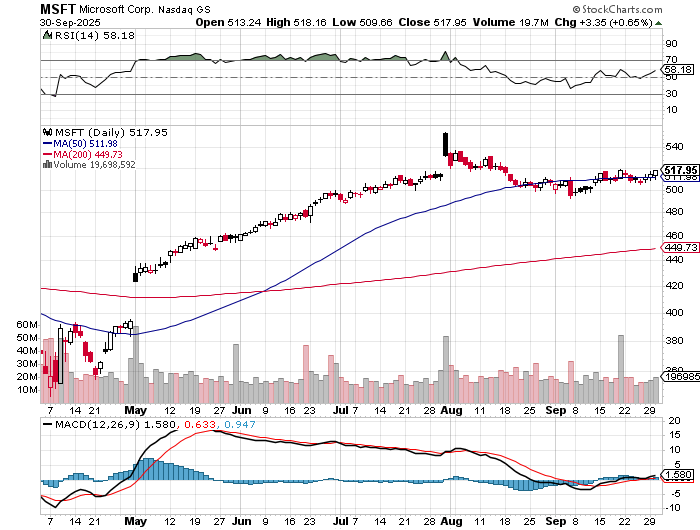 MSFT Microsoft Corp. Nasdaq GS © StockCharts.com
30-Sep-2025 Open 513.24 High 518.16 Low 509.66 Close 517.95 Volume 19.7M Chg +3.35 (+0.65%)
RSI(14) 58.18
90
70
58.18
50
30
10
MSFT (Daily) 517.95
MA(50) 511.98
MA(200) 449.73
Volume 19,698,592
540
517.95
511.98
500
480
460
449.73
440
420
400
380
360
60M
50M
40M
30M
20M
10M
7 14 21 May 12 19 27 Jun 9 16 23 Jul 7 14 21 28 Aug 11 18 25 Sep 8 15 22 29
MACD(12,26,9) 1.580, 0.633, 0.947
20
15
10
5
1.580
-5
-10
7 14 21 May 12 19 27 Jun 9 16 23 Jul 7 14 21 28 Aug 11 18 25 Sep 8 15 22 29